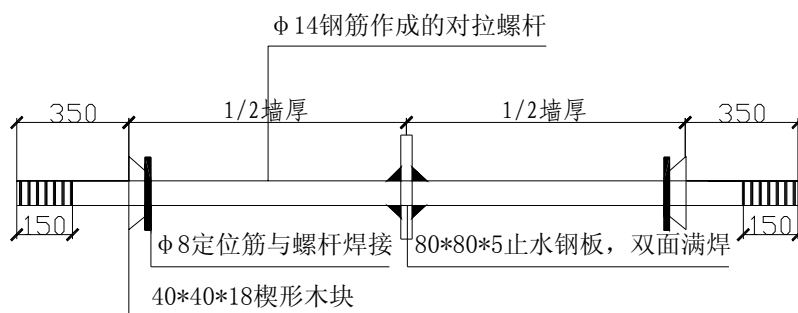 φ14钢筋作成的对拉螺杆
350
1/2墙厚
1/2墙厚
350
150
150
φ8定位筋与螺杆焊接
80*80*5止水钢板，双面满焊
40*40*18楔形木块